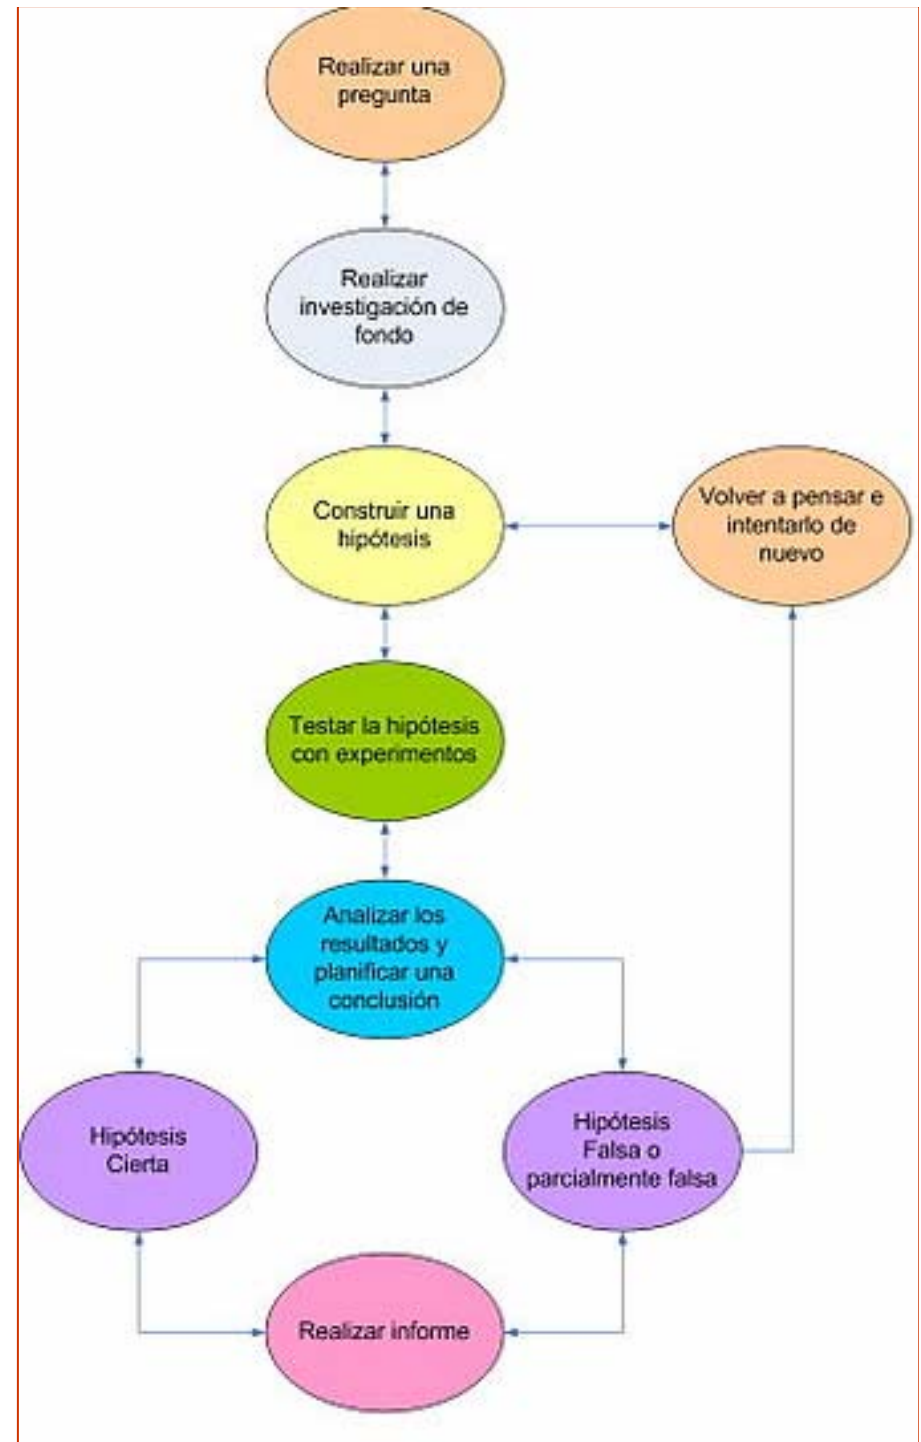 Realizar una
pregunta
Realizar
investigación de
fondo
Construir una
hipótesis
Volver a pensar e
intentarlo de
nuevo
Testar la hipótesis
con experimentos
Analizar los
resultados y
planificar una
conclusión
Hipótesis
Cierta
Hipótesis
Falsa o
parcialmente falsa
Realizar informe